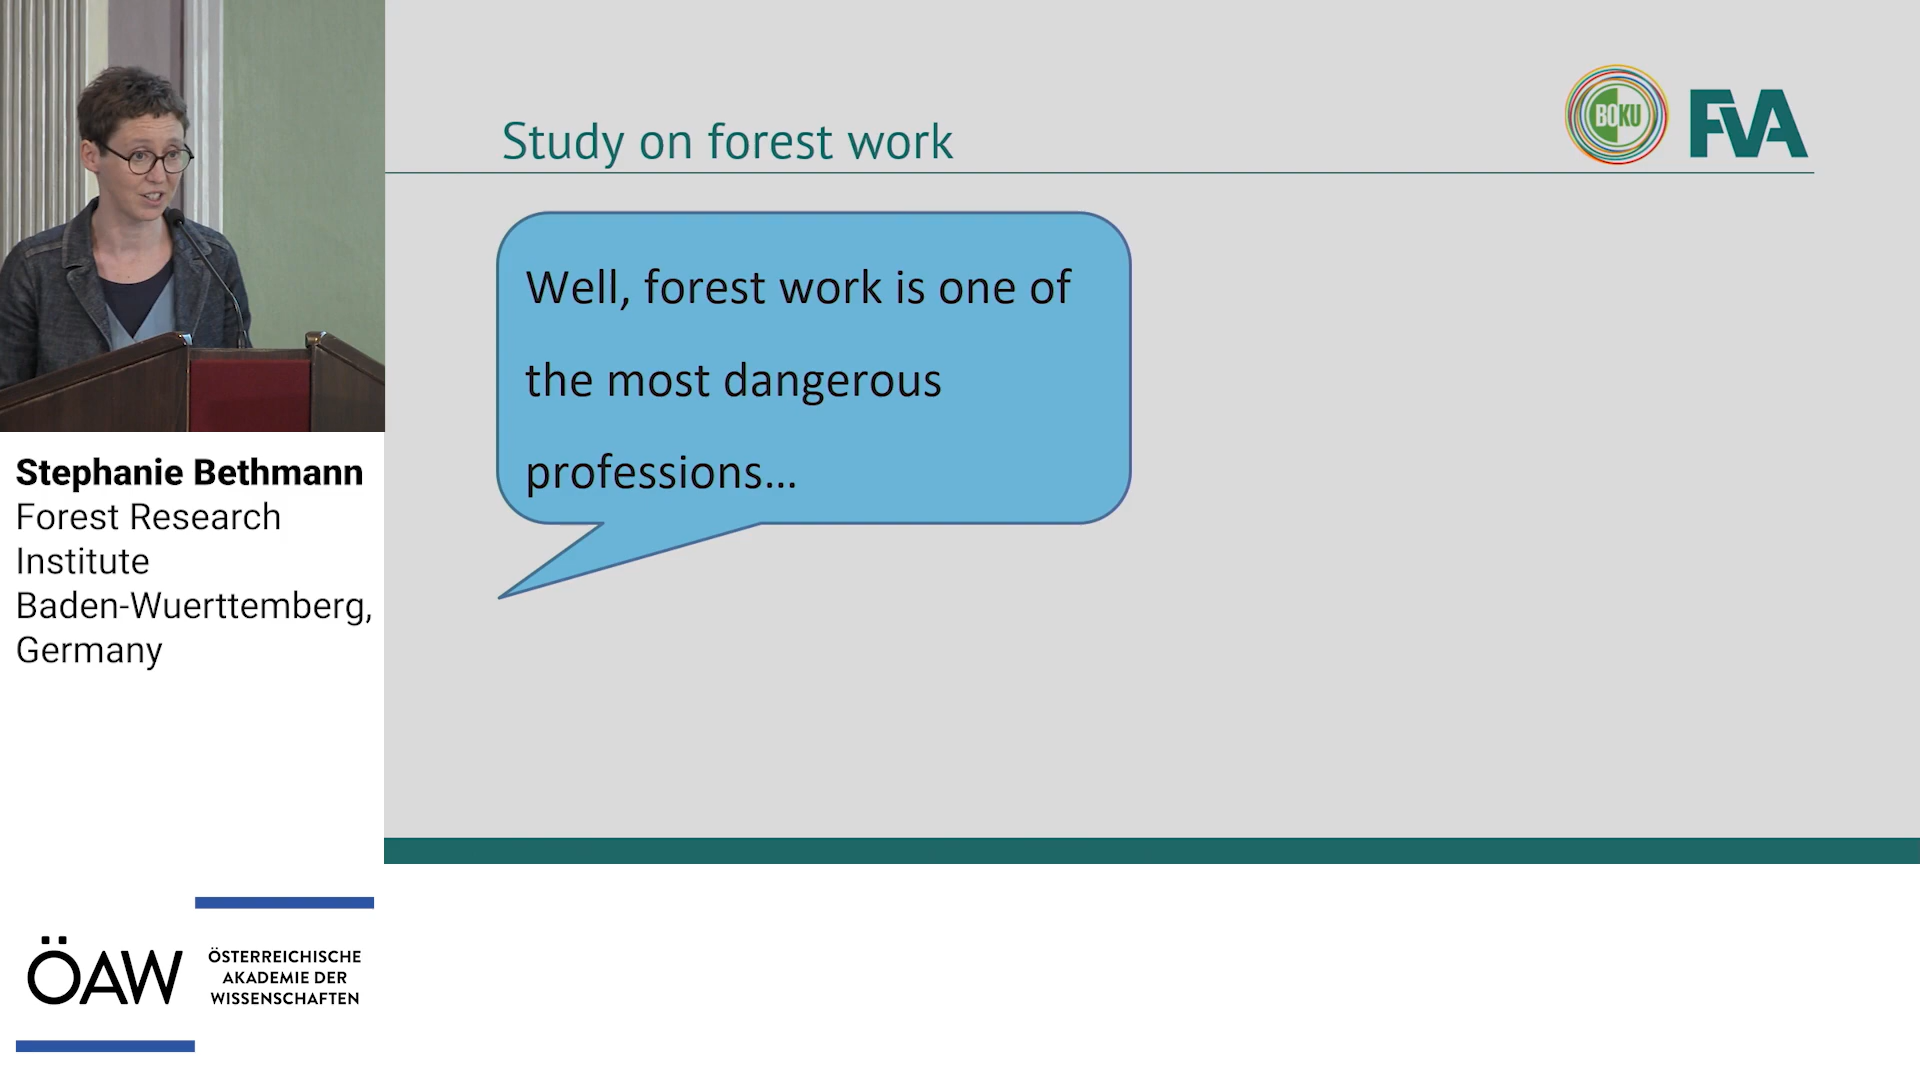 Study on forest work
BOKU
FVA
Well, forest work is one of
the most dangerous
professions...
Stephanie Bethmann
Forest Research
Institute
Baden-Wuerttemberg,
Germany
ÖAW
ÖSTERREICHISCHE
AKADEMIE DER
WISSENSCHAFTEN